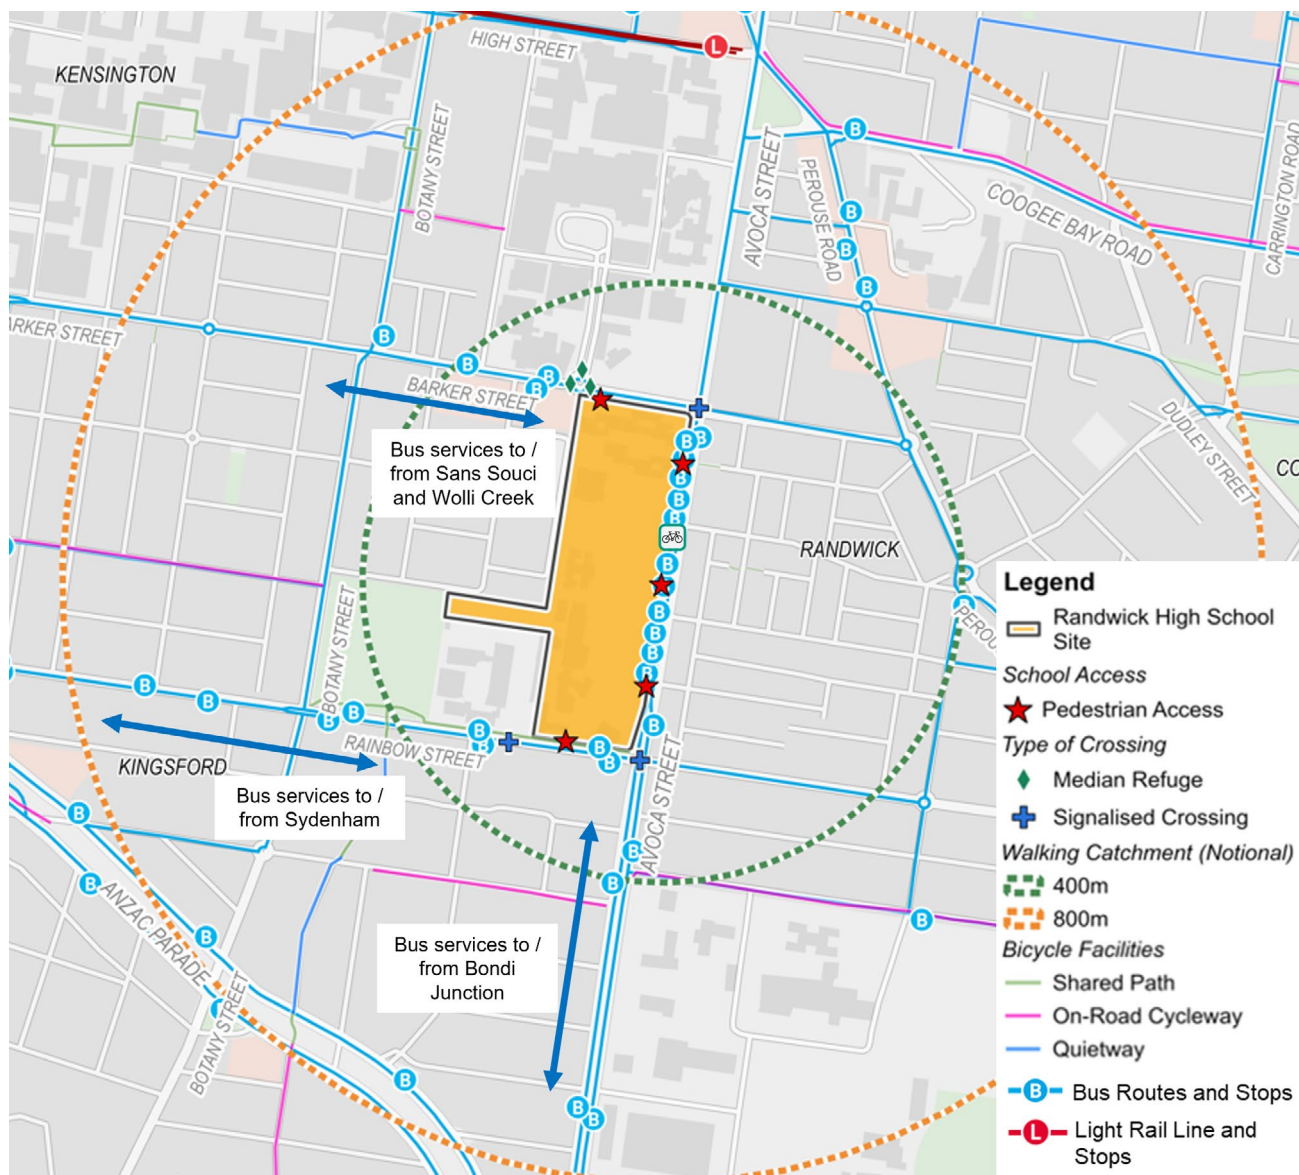 HIGH STREET
L
KENSINGTON
BOTANY STREET
AVOCA STREET
PEROUSE ROAD
COOGEE BAY ROAD
CARRINGTON ROAD
B
B
B
B
ARKER STREET
B
B
B
B
BARKER STREET
DUDLEY STREET
CO
Bus services to /
from Sans Souci
and Wolli Creek
B
B
B
B
B
RANDWICK
B
B
B
B
B
B
B
PEROU
BOTANY STREET
B
B
B
B
B
B
B
B
B
RAINBOW STREET
KINGSFORD
AVOCA STREET
Bus services to /
from Sydenham
B
B
B
B
B
B
ANZAC PARADE
BOTANY STREET
Bus services to /
from Bondi
Junction
B
B
B
Legend
Randwick High School
Site
School Access
Pedestrian Access
Type of Crossing
Median Refuge
Signalised Crossing
Walking Catchment (Notional)
400m
800m
Bicycle Facilities
Shared Path
On-Road Cycleway
Quietway
B Bus Routes and Stops
L Light Rail Line and
Stops